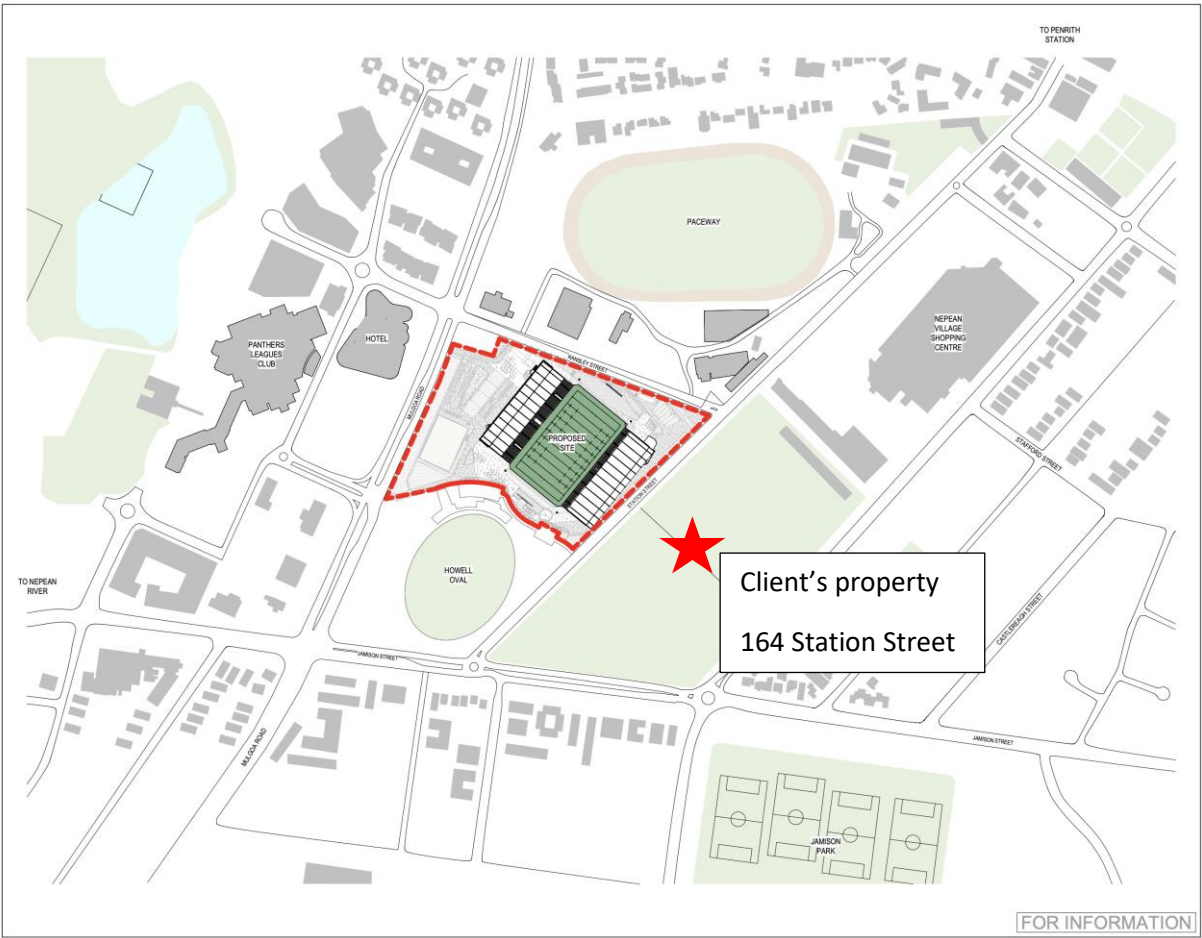 TO PENRITH
STATION
PACEWAY
NEPEAN
VILLAGE
SHOPPING
CENTRE
HOTEL
PANTHERS
LEAGUES
CLUB
RANSLEY STREET
MULGOA ROAD
PROPOSED
SITE
STATION STREET
STAFFORD STREET
HOWELL
OVAL
TO NEPEAN
RIVER
Client's property
164 Station Street
CASTLEREAGH STREET
JAMISON STREET
MULGOA ROAD
JAMISON STREET
JAMISON
PARK
FOR INFORMATION